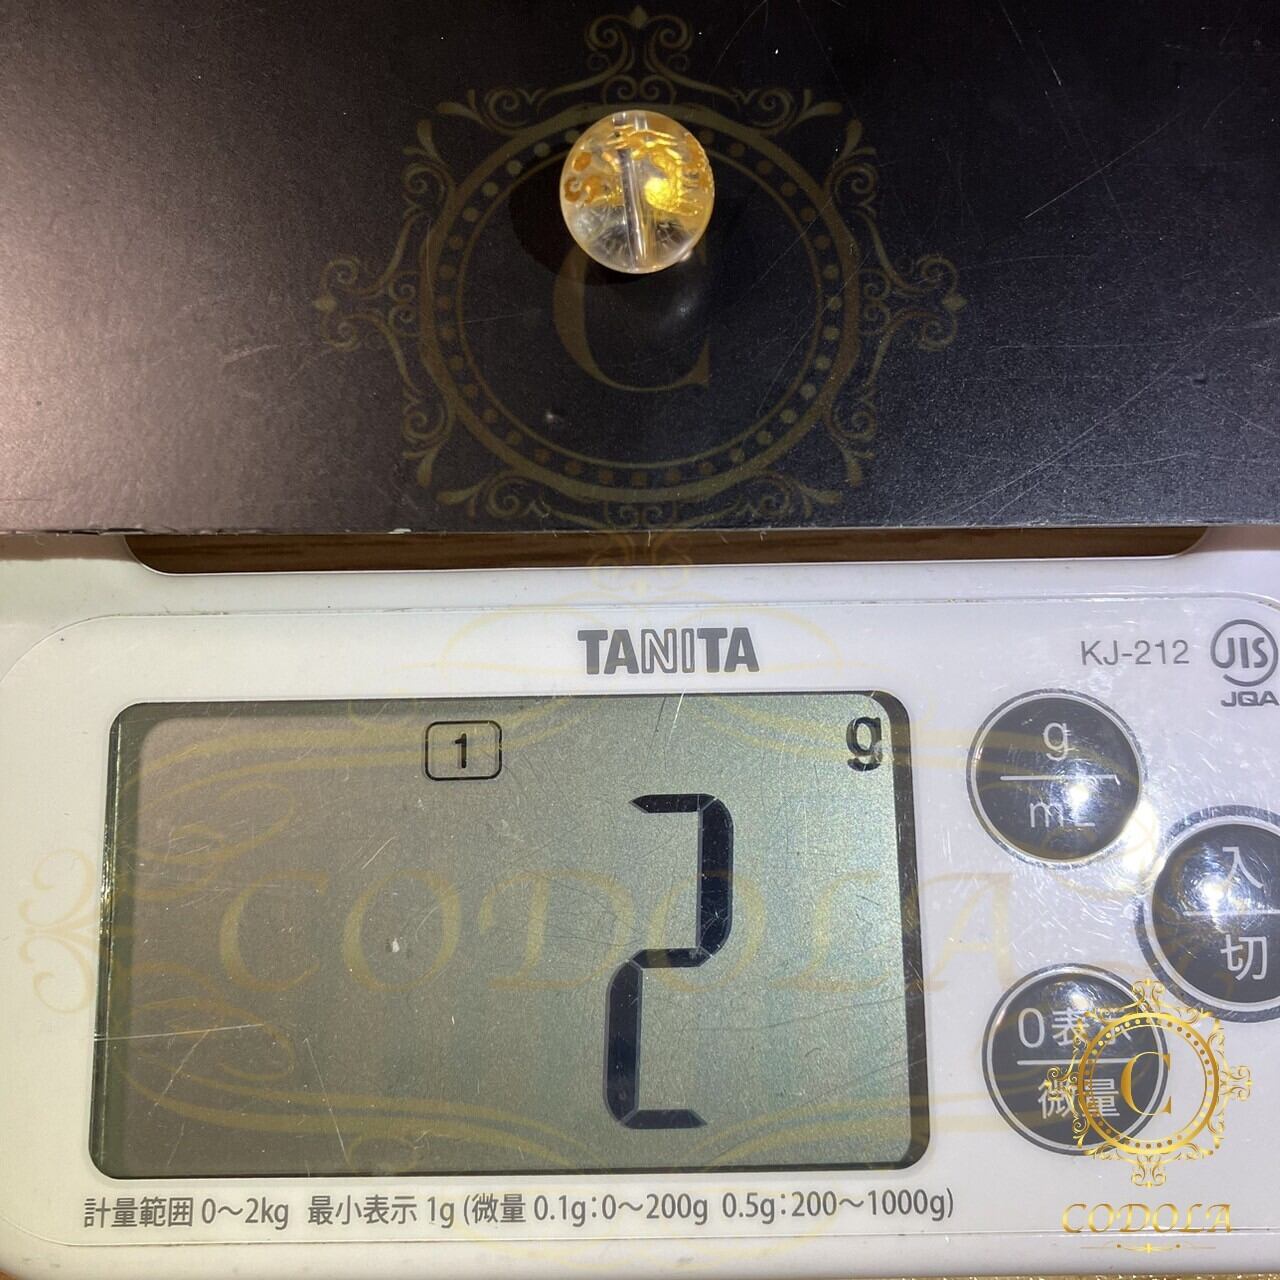 C
TANITA
KJ-212
JIS
JQA
1
g
2
g
mL
入
切
0表示
微量
CODOLA
計量範囲 0〜2kg 最小表示 1g (微量 0.1g:0〜200g 0.5g:200〜1000g)
C
CODOLA